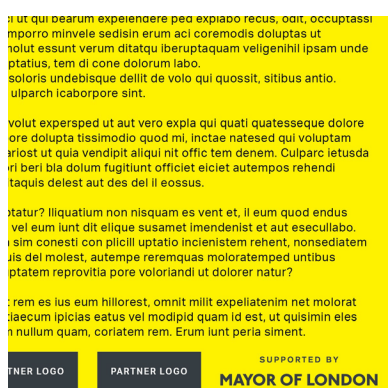 ci ut qui bearum expelendere ped explabo recus, odit, occuptassi
mporro minvele sedisin erum aci coremodis doluptas ut
molut essunt verum ditatqu iberuptaquam veligenihil ipsam unde
ptatius, tem di cone dolorum labo.
soloris undebisque dellit de volo qui quossit, sitibus antio.
ulparch icaborpore sint.
volut expersped ut aut vero expla qui quati quatesseque dolore
ore dolupta tissimodio quod mi, inctae natesed qui voluptam
ariost ut quia vendipit aliqui nit offic tem denem. Culparc ietusda
ori beri bla dolum fugitiunt officiet eiciet autempos rehendi
itaquis delest aut des del il eossus.
ptatur? Iliquatium non nisquam es vent et, il eum quod endus
vel eum iunt dit elique susamet imendenist et aut esecullabo.
sim conesti con plicill uptatio incienistem rehent, nonsediatem
uis del molest, autempe reremquas moloratemped untibus
uptatem reprovitia pore voloriandi ut dolorer natur?
t rem es ius eum hillorest, omnit milit expeliatenim net molorat
tiaecum ipicias eatus vel modipid quam id est, ut quisimin eles
n nullum quam, coriatem rem. Erum iunt peria siment.
TNER LOGO PARTNER LOGO SUPPORTED BY
MAYOR OF LONDON